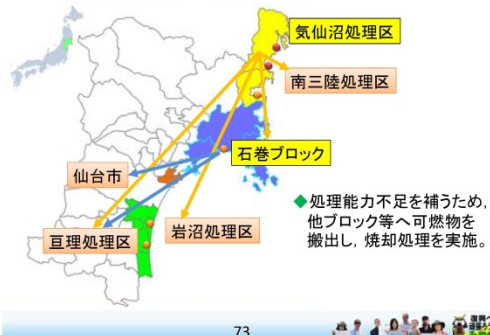 気仙沼処理区
南三陸処理区
石巻ブロック
仙台市
岩沼処理区
亘理処理区
◆処理能力不足を補うため，
他ブロック等へ可燃物を
搬出し，焼却処理を実施。
73